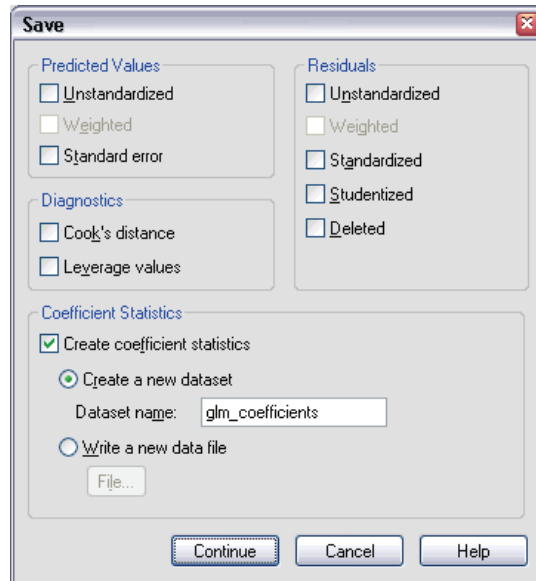 Save
Predicted Values
Unstandardized
Weighted
Standard error
Diagnostics
Cook's distance
Leverage values
Residuals
Unstandardized
Weighted
Standardized
Studentized
Deleted
Coefficient Statistics
Create coefficient statistics
Create a new dataset
Dataset name: glm_coefficients
Write a new data file
File...
Continue Cancel Help